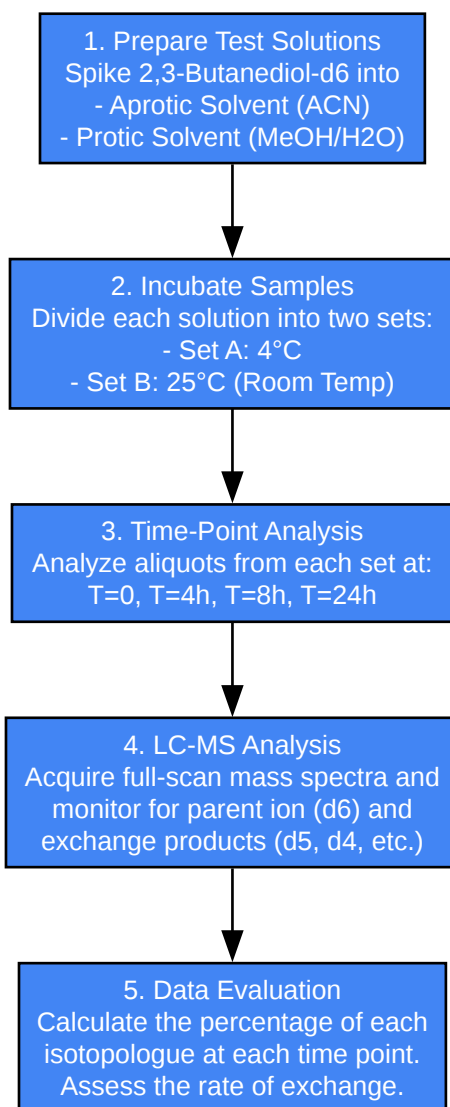 1. Prepare Test Solutions
Spike 2,3-Butanediol-d6 into
- Aprotic Solvent (ACN)
- Protic Solvent (MeOH/H2O)
2. Incubate Samples
Divide each solution into two sets:
- Set A: 4°C
- Set B: 25°C (Room Temp)
3. Time-Point Analysis
Analyze aliquots from each set at:
T=0, T=4h, T=8h, T=24h
4. LC-MS Analysis
Acquire full-scan mass spectra and
monitor for parent ion (d6) and
exchange products (d5, d4, etc.)
5. Data Evaluation
Calculate the percentage of each
isotopologue at each time point.
Assess the rate of exchange.